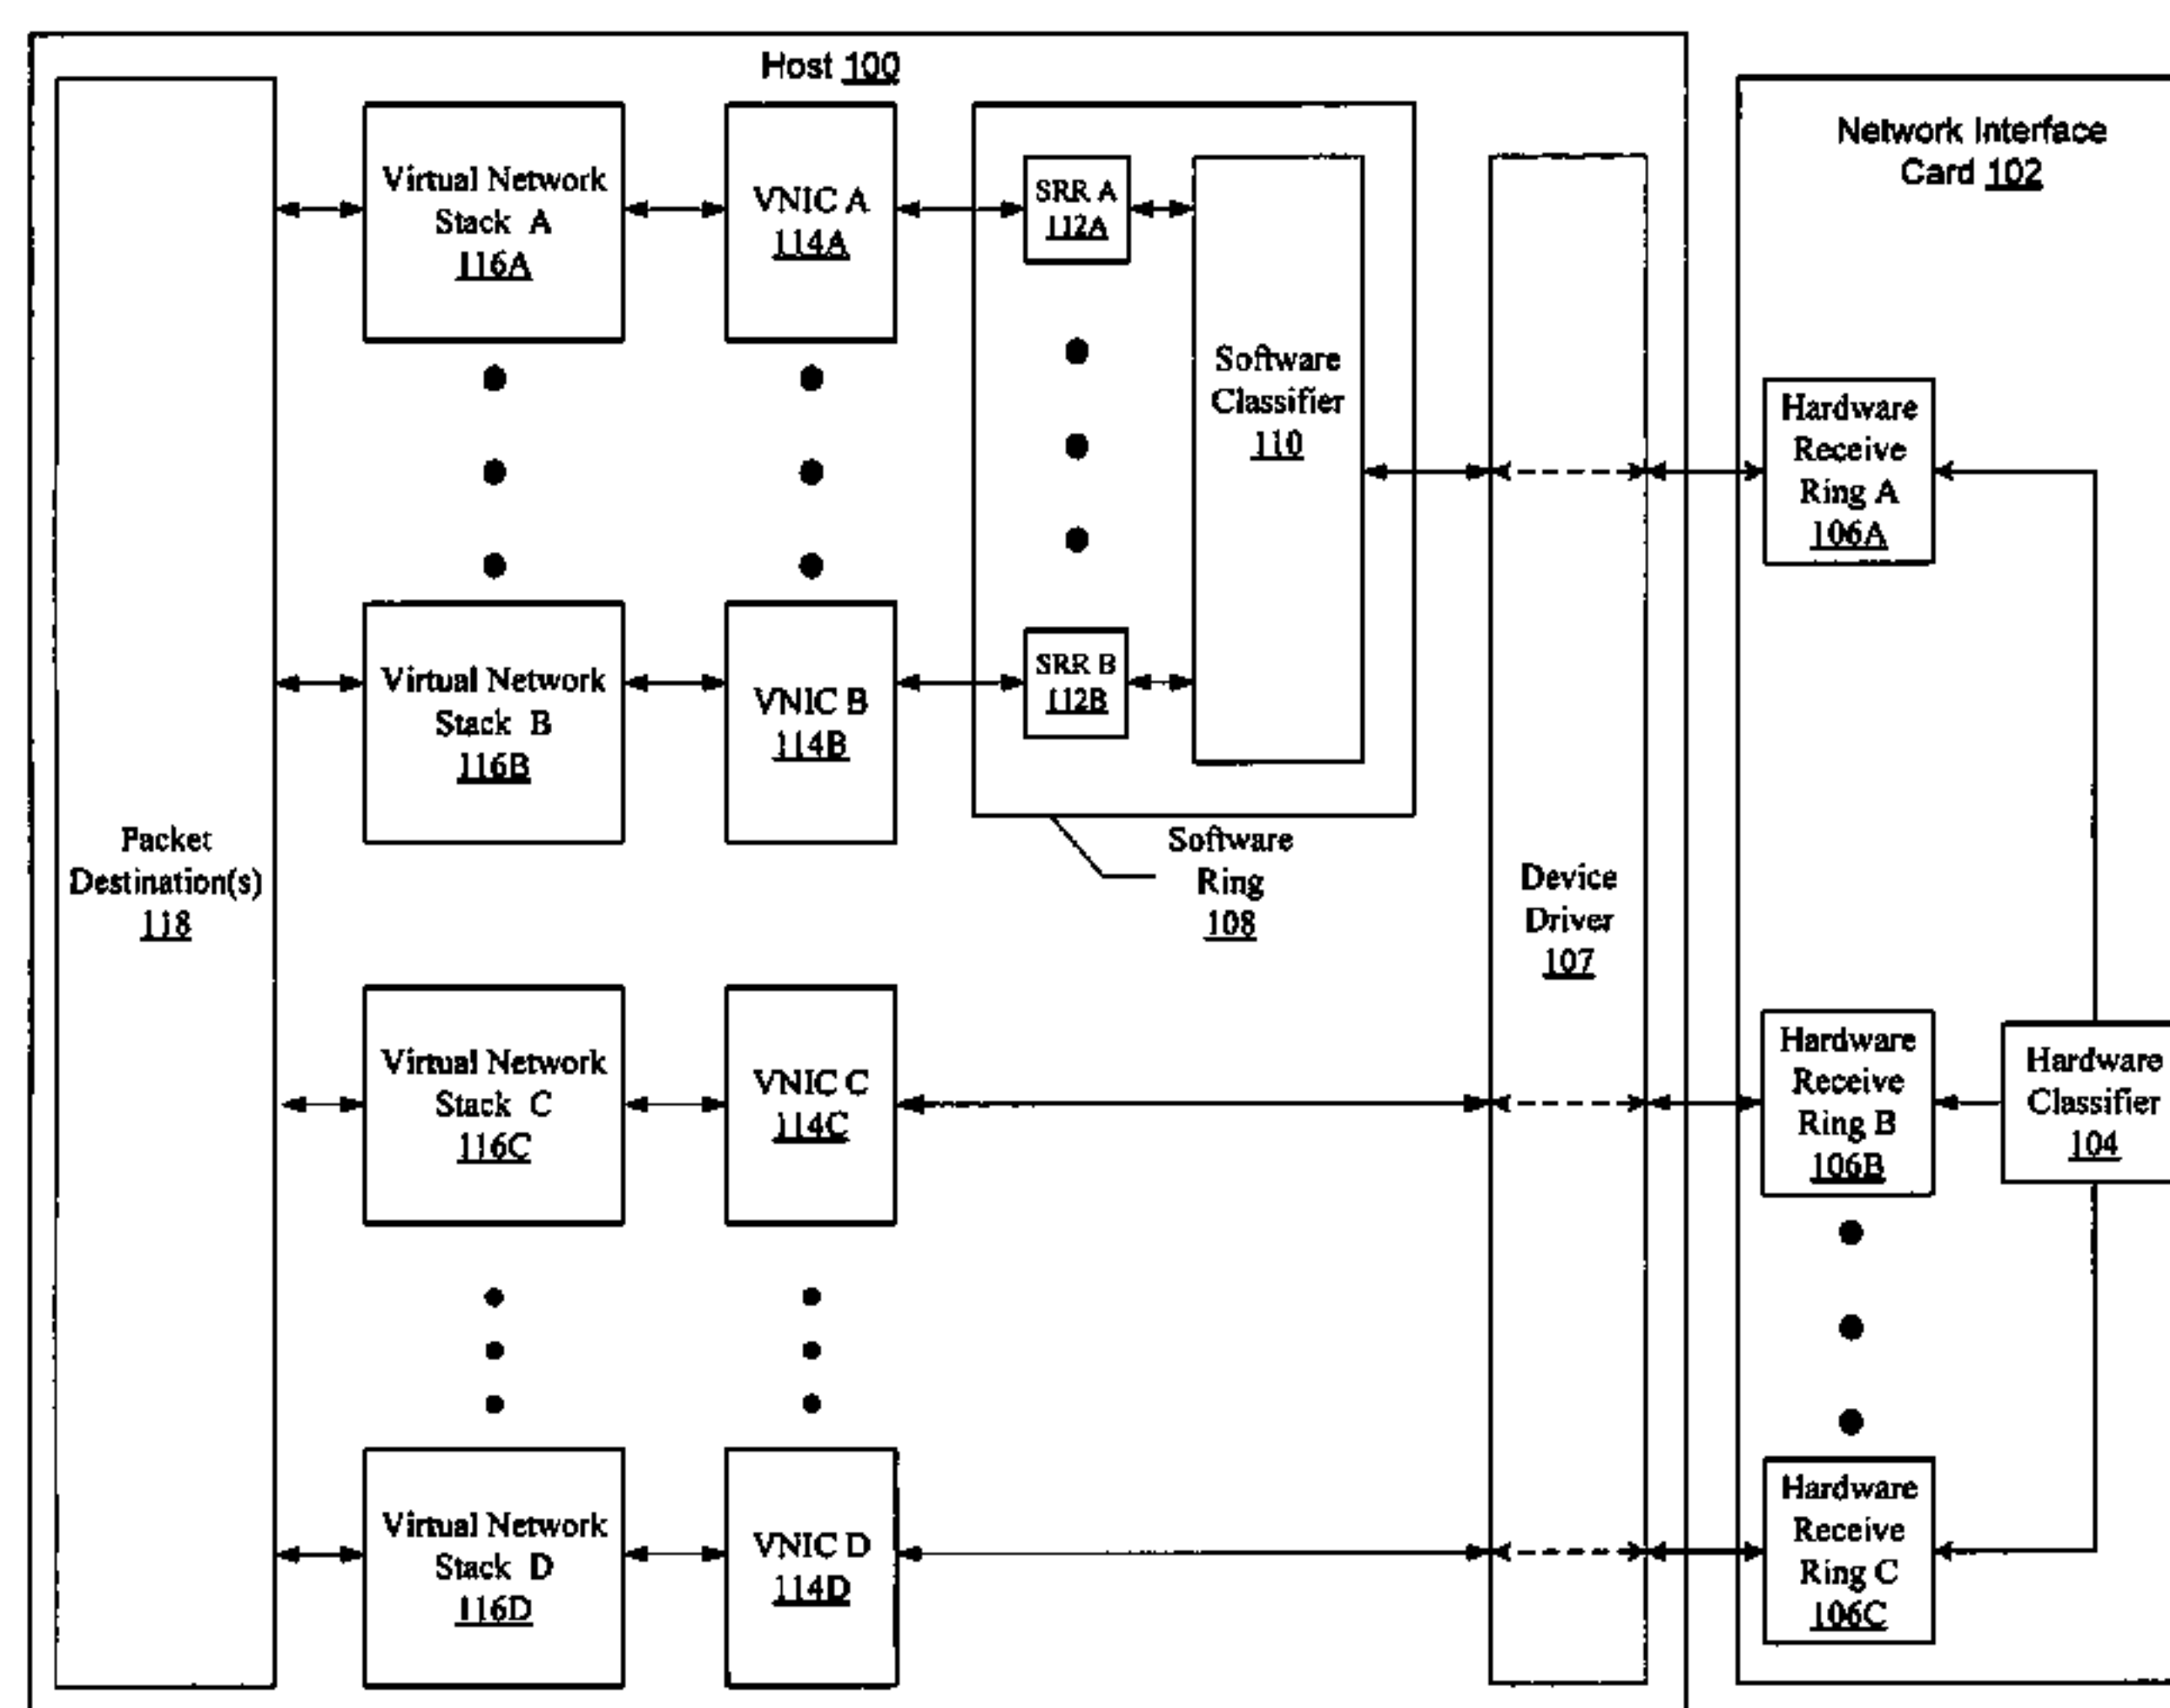 Host 100
Network Interface
Card 102
Virtual Network
Stack A
116A
VNIC A
114A
SRR A
112A
Software
Classifier
110
Hardware
Receive
Ring A
106A
Virtual Network
Stack B
116B
VNIC B
114B
SRR B
112B
Packet
Destination(s)
118
Software
Ring
108
Device
Driver
107
Virtual Network
Stack C
116C
VNIC C
114C
Hardware
Receive
Ring B
106B
Hardware
Classifier
104
Virtual Network
Stack D
116D
VNIC D
114D
Hardware
Receive
Ring C
106C